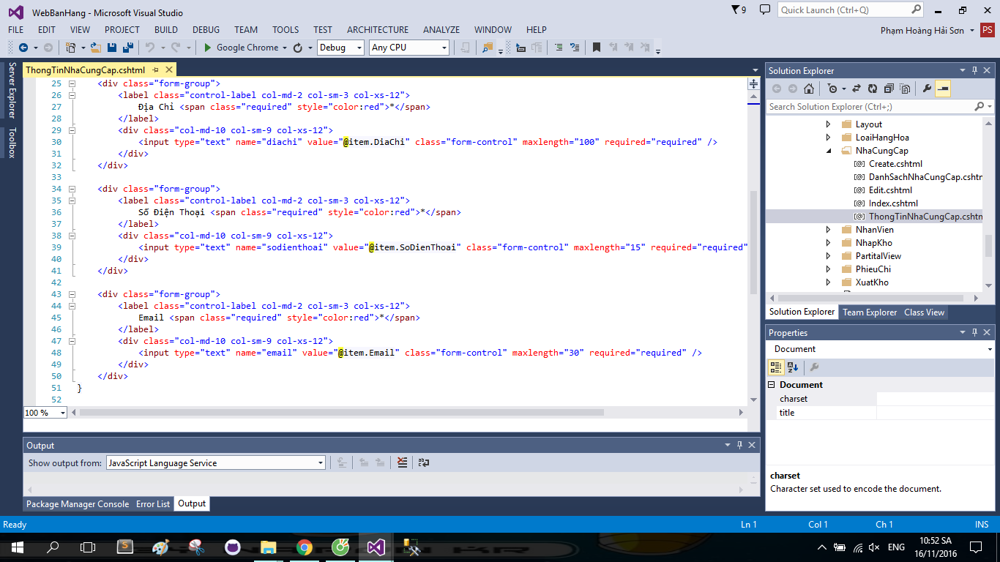 WebBanHang - Microsoft Visual Studio
9
Quick Launch (Ctrl+Q)
FILE EDIT VIEW PROJECT BUILD DEBUG TEAM TOOLS TEST ARCHITECTURE ANALYZE WINDOW HELP
Phạm Hoàng Hải Sơn PS
Google Chrome Debug Any CPU
Server Explorer
Toolbox
ThongTinNhaCungCap.cshtml
25 <div class="form-group">
26 <label class="control-label col-md-2 col-sm-3 col-xs-12">
27 Địa Chỉ <span class="required" style="color:red">*</span>
28 </label>
29 <div class="col-md-10 col-sm-9 col-xs-12">
30 <input type="text" name="diachi" value="@item.DiaChi" class="form-control" maxlength="100" required="required" />
31 </div>
32 </div>
33
34 <div class="form-group">
35 <label class="control-label col-md-2 col-sm-3 col-xs-12">
36 Số Điện Thoại <span class="required" style="color:red">*</span>
37 </label>
38 <div class="col-md-10 col-sm-9 col-xs-12">
39 <input type="text" name="sodienthoai" value="@item.SoDienThoai" class="form-control" maxlength="15" required="required"
40 </div>
41 </div>
42
43 <div class="form-group">
44 <label class="control-label col-md-2 col-sm-3 col-xs-12">
45 Email <span class="required" style="color:red">*</span>
46 </label>
47 <div class="col-md-10 col-sm-9 col-xs-12">
48 <input type="text" name="email" value="@item.Email" class="form-control" maxlength="30" required="required" />
49 </div>
50 </div>
51 }
52
100 %
Output
Show output from: JavaScript Language Service
Package Manager Console Error List Output
Solution Explorer
Search Solution Explorer (Ctrl+;)
Layout
LoaiHangHoa
NhaCungCap
Create.cshtml
DanhSachNhaCungCap.cshtn
Edit.cshtml
Index.cshtml
ThongTinNhaCungCap.cshtn
NhanVien
NhapKho
PartitalView
PhieuChi
XuatKho
Solution Explorer Team Explorer Class View
Properties
Document
Document
charset
title
charset
Character set used to encode the document.
Ready Ln 1 Col 1 Ch 1 INS
ENG
10:52 SA
16/11/2016